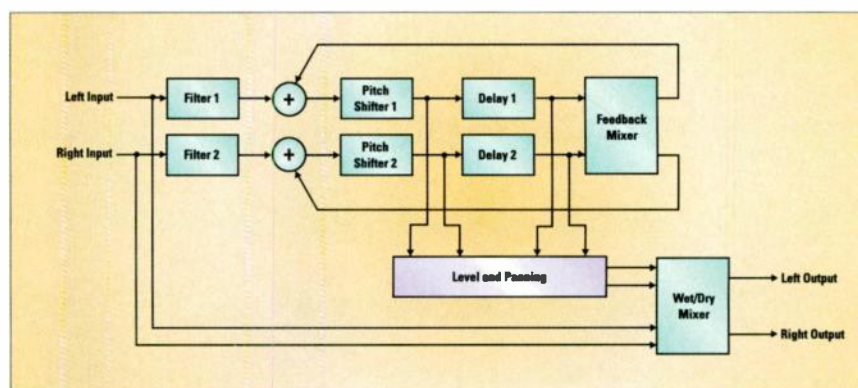 Left Input
Filter 1
+
Pitch
Shifter 1
Delay 1
Feedback
Mixer
Right Input
Filter 2
+
Pitch
Shifter 2
Delay 2
Level and Panning
Wet/Dry
Mixer
Left Output
Right Output